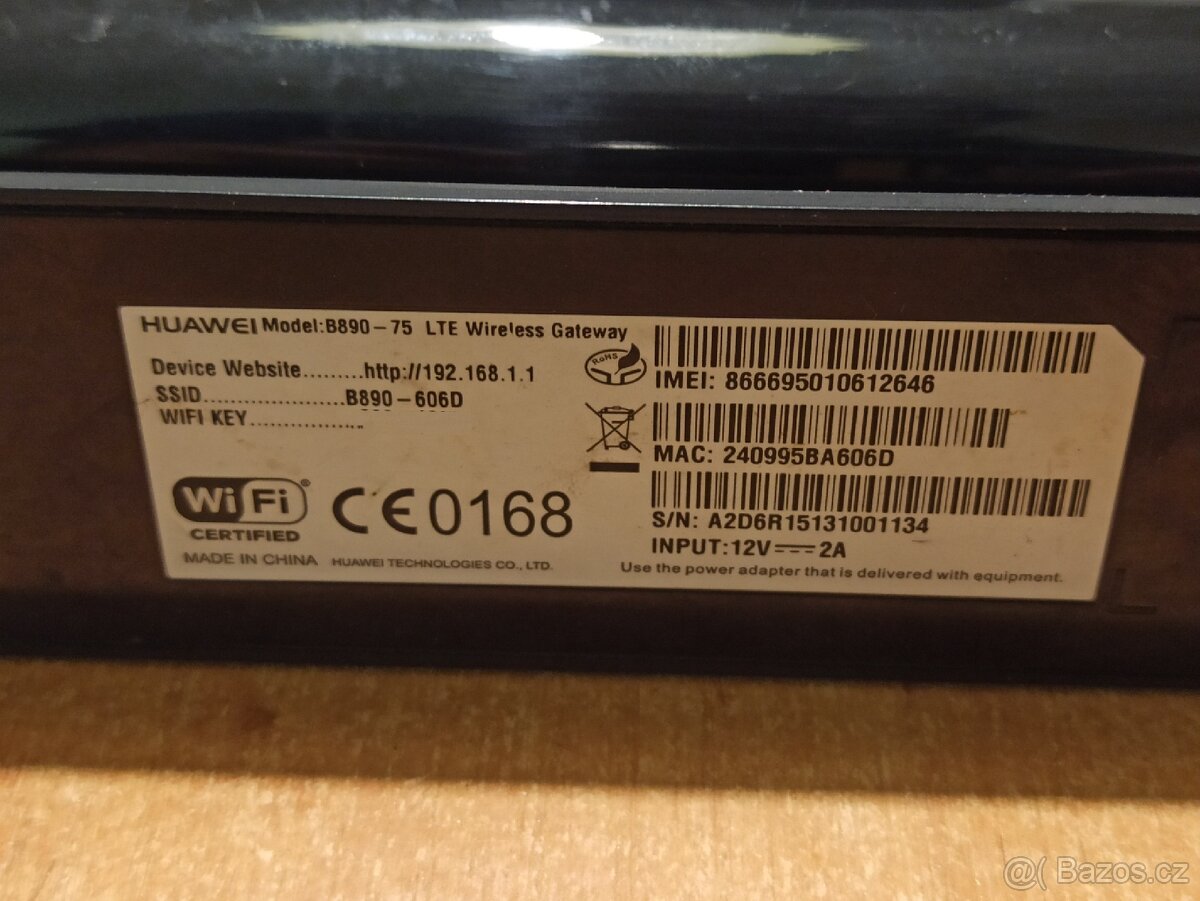 HUAWEI Model:B890-75 LTE Wireless Gateway
Device Website.........http://192.168.1.1
SSID.....................B890-606D
WIFI KEY.................
RoHS
IMEI: 866695010612646
MAC: 240995BA606D
S/N: A2D6R15131001134
INPUT:12V⎓2A
Use the power adapter that is delivered with equipment.
WiFi®
CERTIFIED
CE0168
MADE IN CHINA HUAWEI TECHNOLOGIES CO., LTD.
@( Bazos.cz